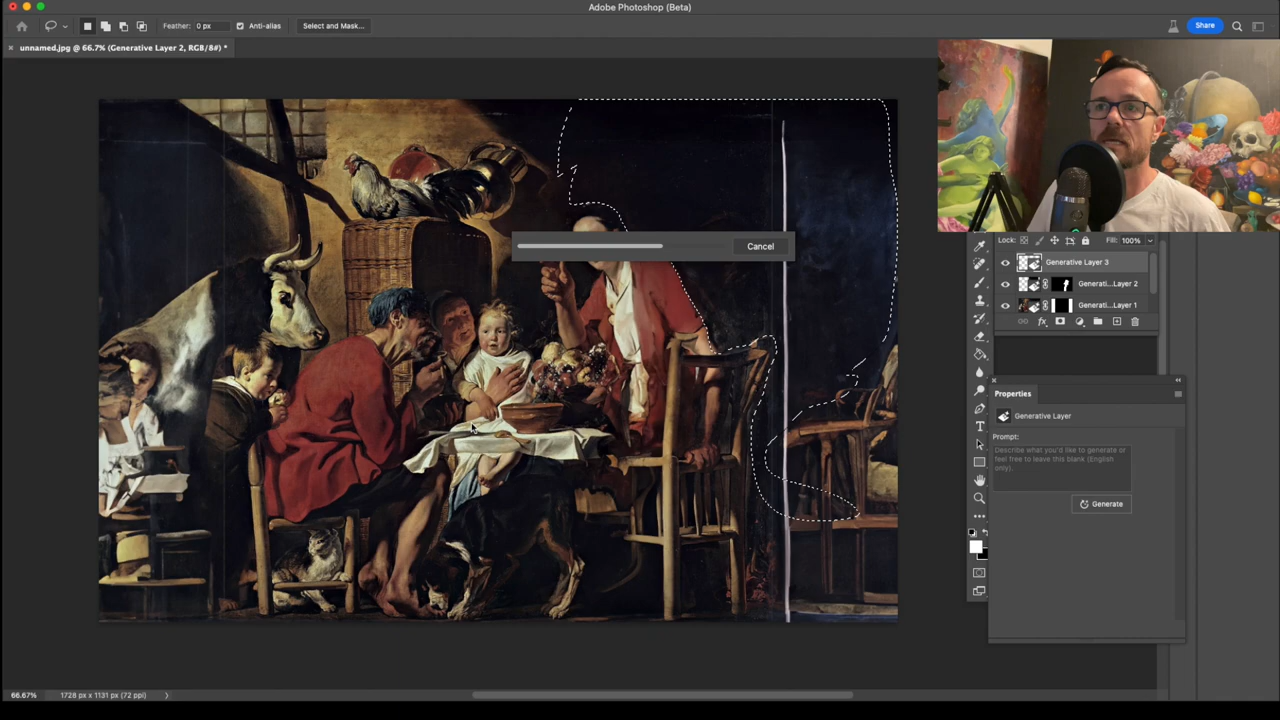 Adobe Photoshop (Beta)
Feather: 0 px
Anti-alias
Select and Mask...
Share
× unnamed.jpg @ 66.7% (Generative Layer 2, RGB/8#) *
Cancel
Lock:
Fill: 100%
Generative Layer 3
Generati...Layer 2
Generati...Layer 1
fx
Properties
Generative Layer
Prompt:
Describe what you'd like to generate or
feel free to leave this blank (English
only).
Generate
T
66.67%
1728 px x 1131 px (72 ppi)